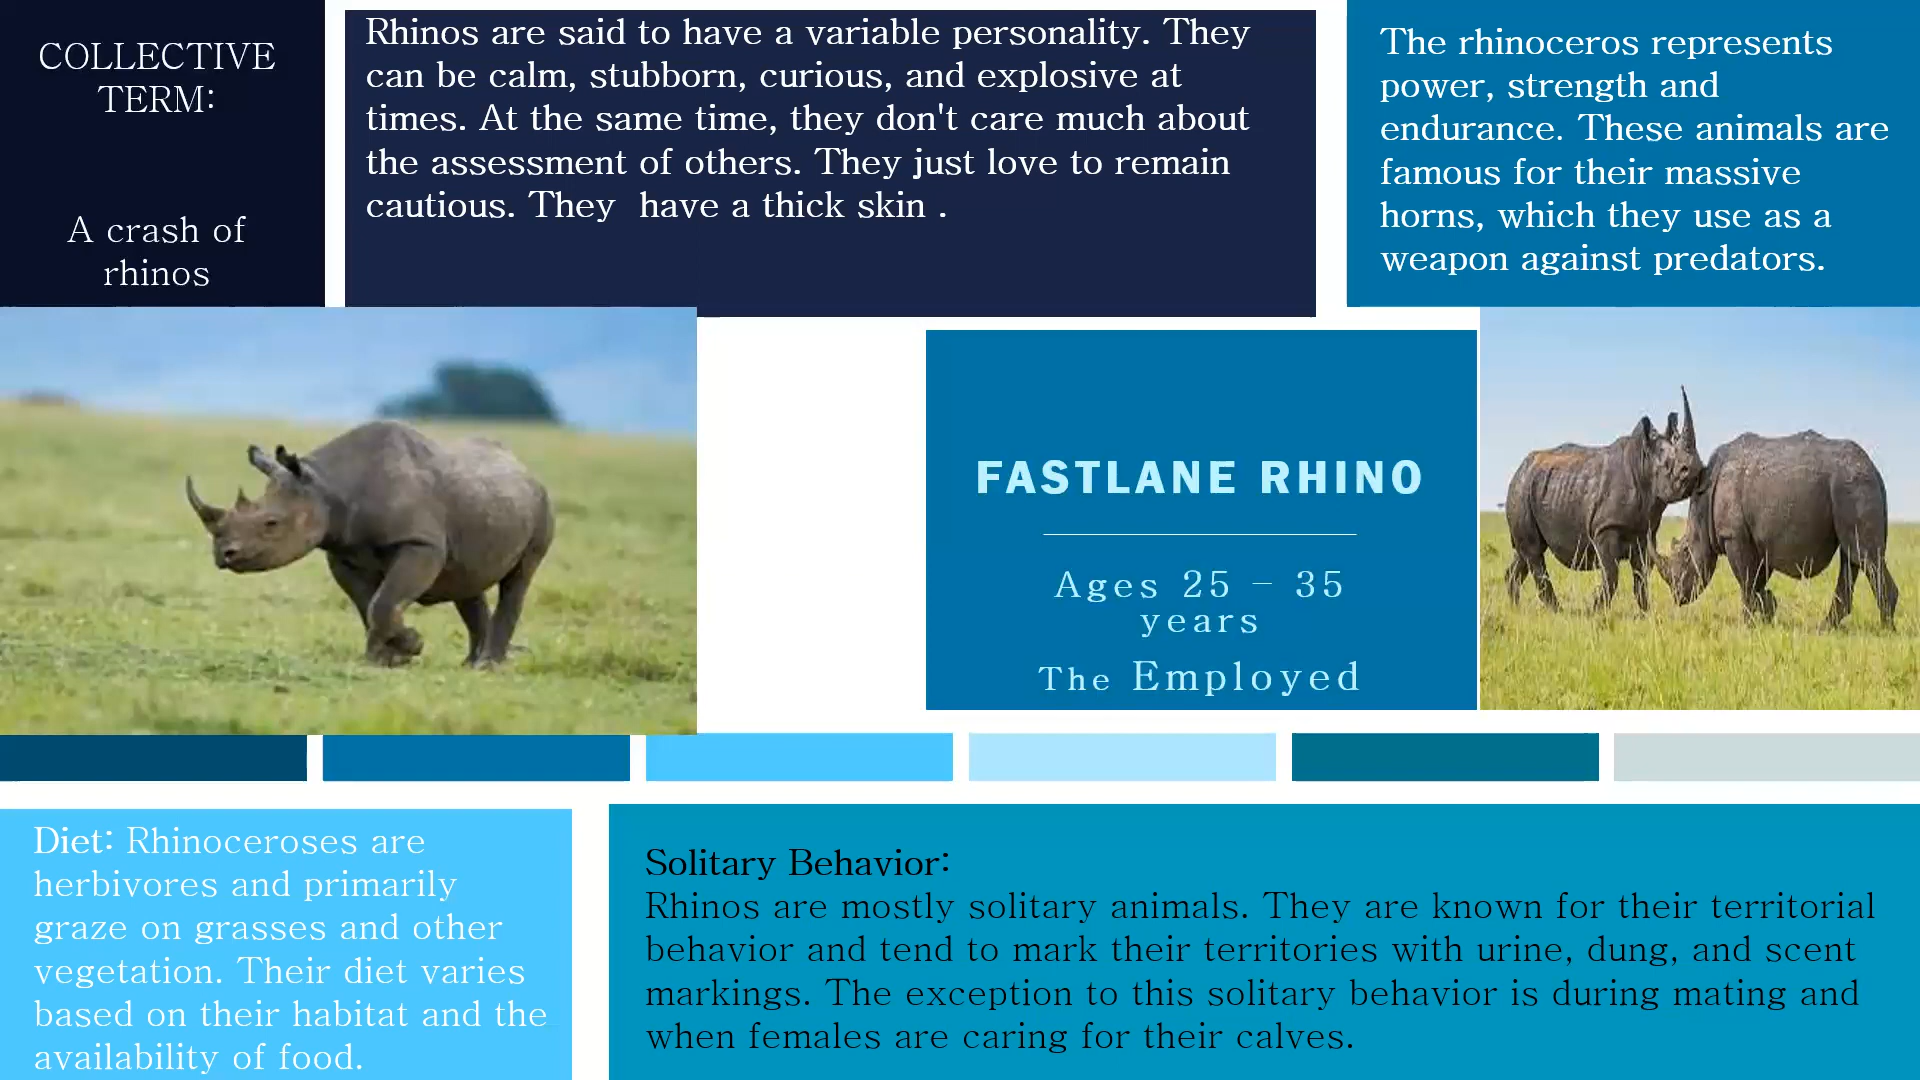 COLLECTIVE
TERM:
A crash of
rhinos
Rhinos are said to have a variable personality. They
can be calm, stubborn, curious, and explosive at
times. At the same time, they don't care much about
the assessment of others. They just love to remain
cautious. They  have a thick skin .
The rhinoceros represents
power, strength and
endurance. These animals are
famous for their massive
horns, which they use as a
weapon against predators.
FASTLANE RHINO
Ages 25 – 35
years
The Employed
Diet: Rhinoceroses are
herbivores and primarily
graze on grasses and other
vegetation. Their diet varies
based on their habitat and the
availability of food.
Solitary Behavior:
Rhinos are mostly solitary animals. They are known for their territorial
behavior and tend to mark their territories with urine, dung, and scent
markings. The exception to this solitary behavior is during mating and
when females are caring for their calves.